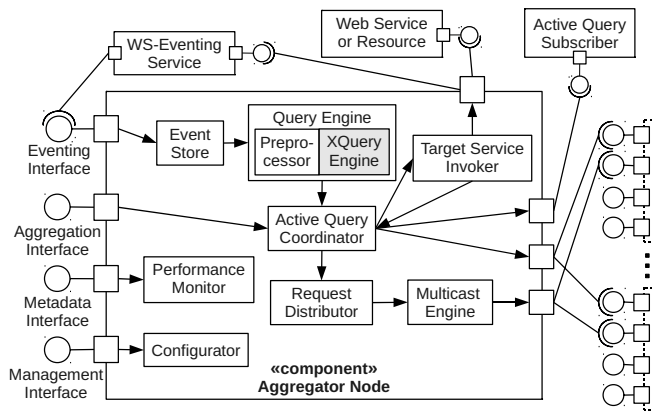 WS-Eventing
Service
Web Service
or Resource
Active Query
Subscriber
Query Engine
Prepro-
cessor
XQuery
Engine
Event
Store
Target Service
Invoker
Eventing
Interface
Active Query
Coordinator
Aggregation
Interface
Performance
Monitor
Request
Distributor
Multicast
Engine
Metadata
Interface
Configurator
Management
Interface
«component»
Aggregator Node